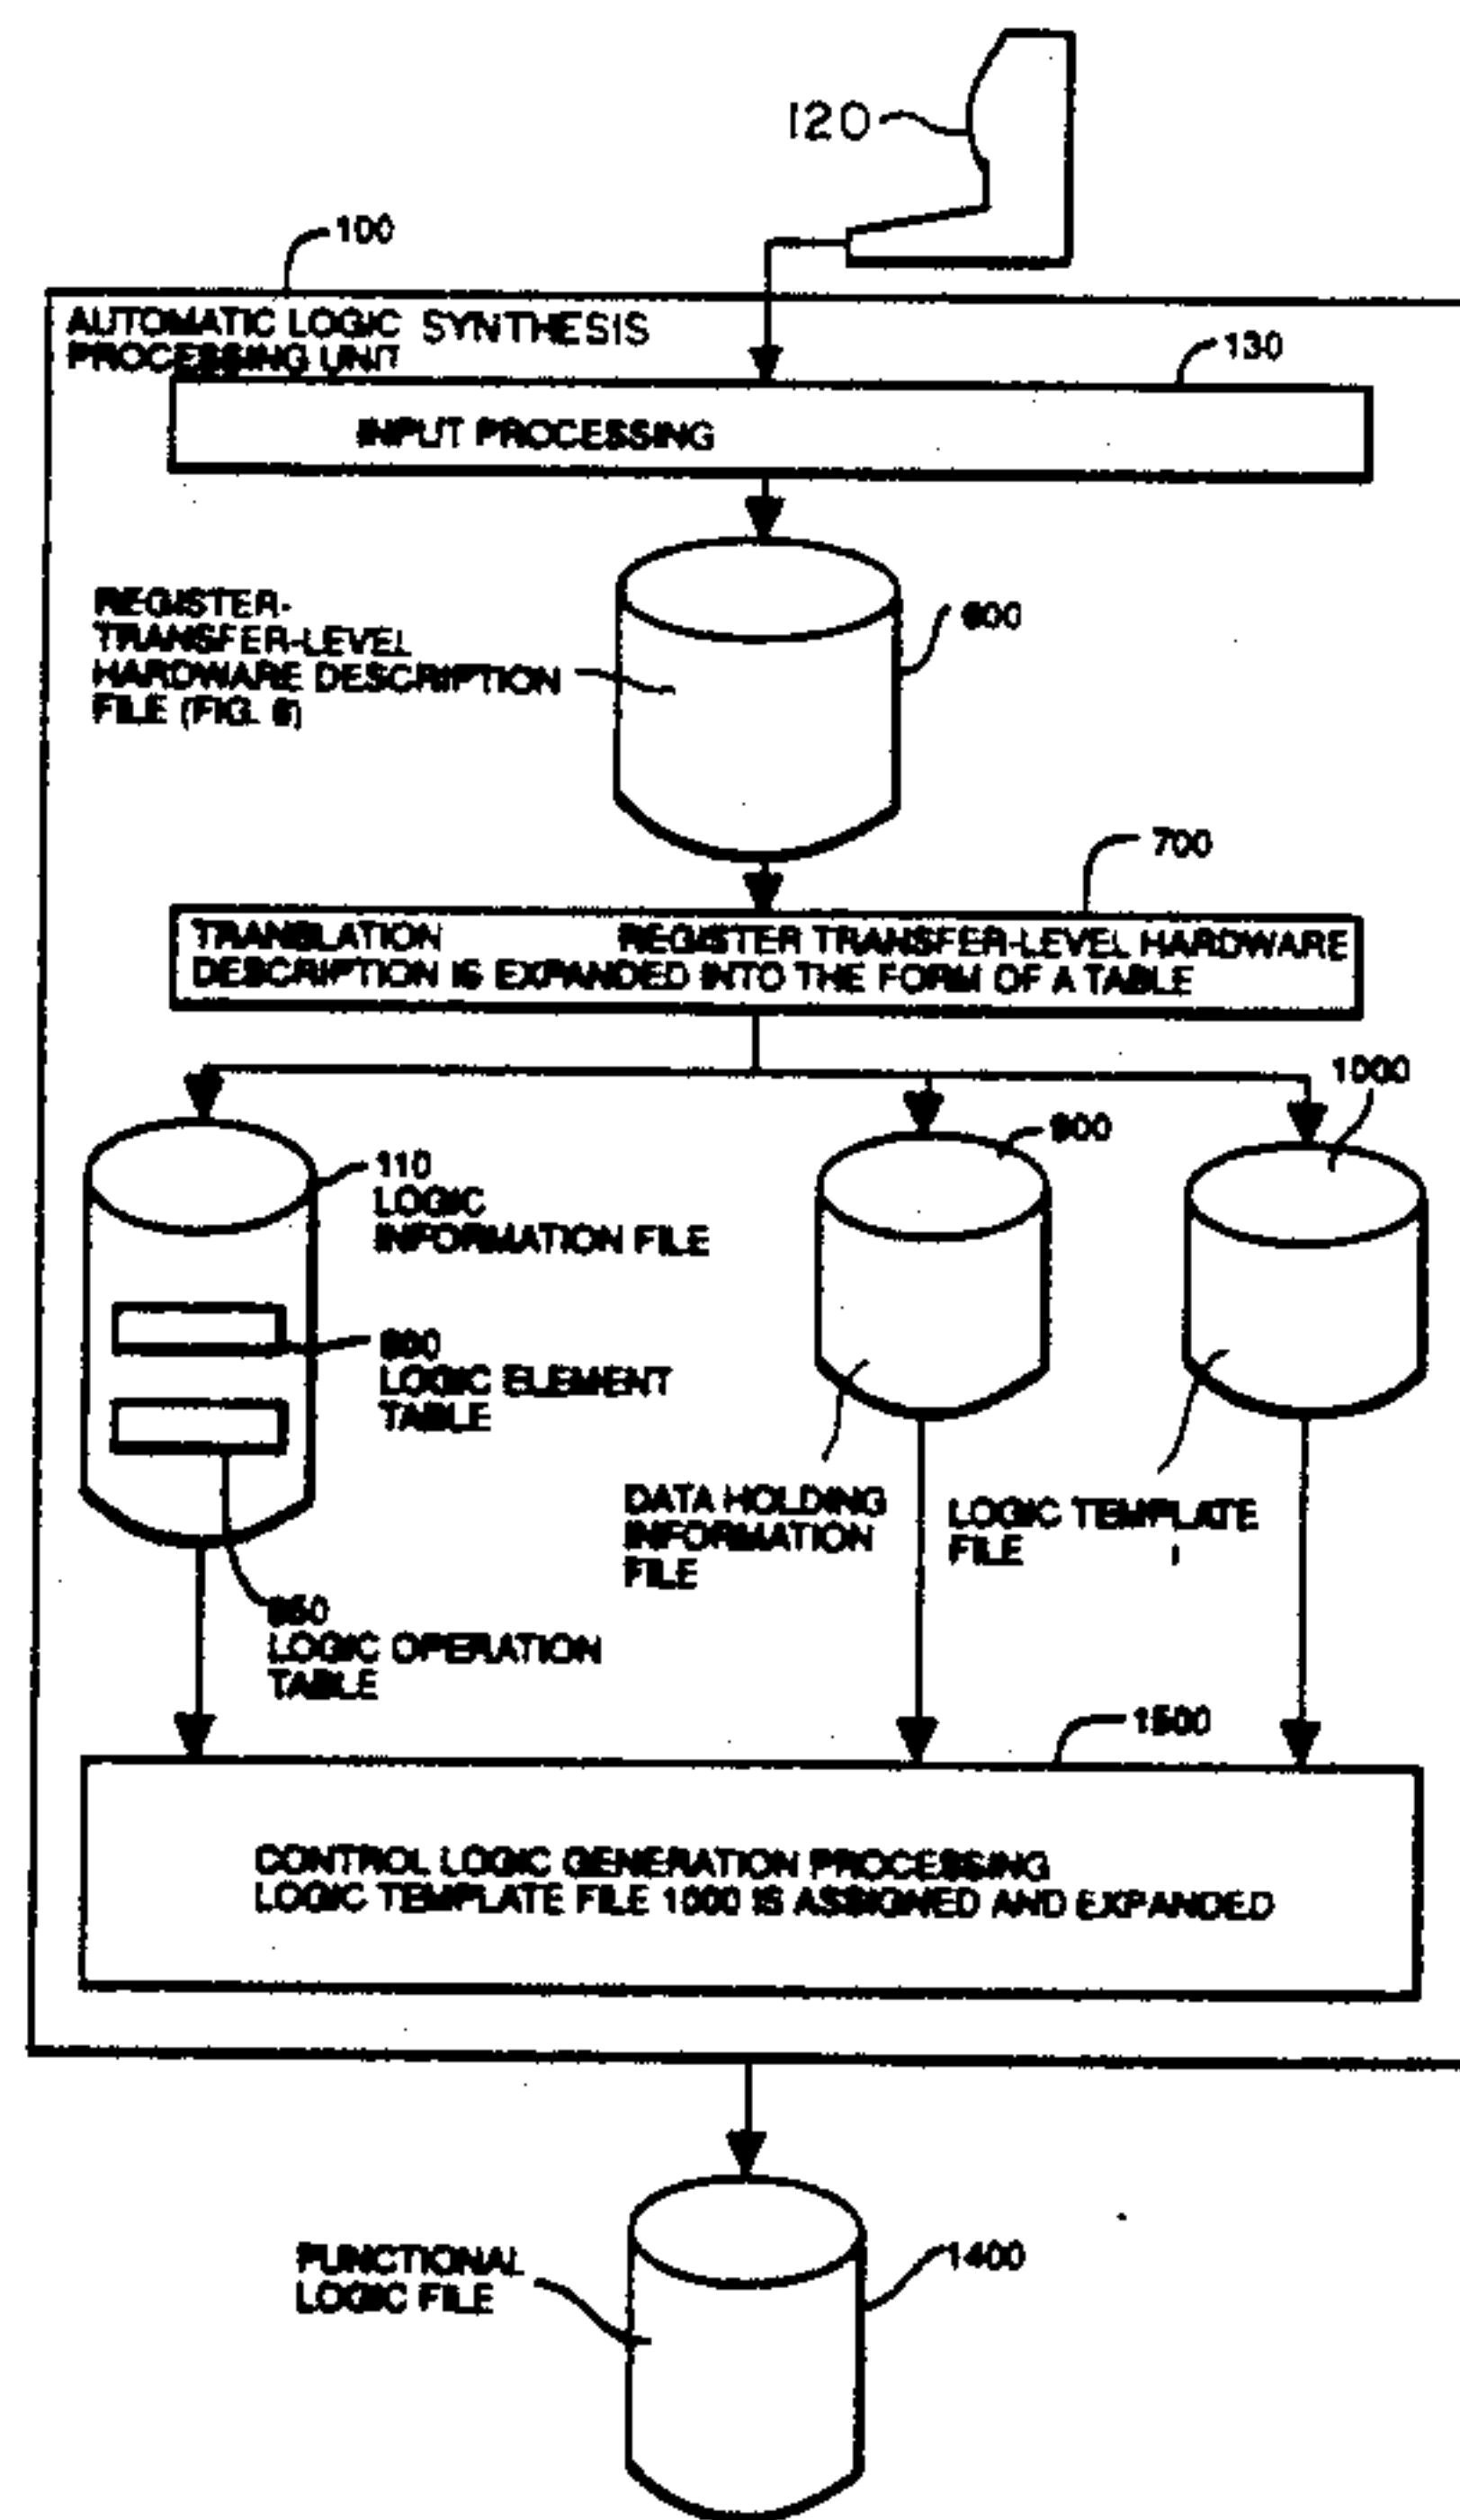 120
100
AUTOMATIC LOGIC SYNTHESIS
PROCESSING UNIT
130
INPUT PROCESSING
REGISTER-
TRANSFER-LEVEL
HARDWARE DESCRIPTION
FILE (FIG. 6)
600
700
TRANSLATION REGISTER TRANSFER-LEVEL HARDWARE
DESCRIPTION IS EXPANDED INTO THE FORM OF A TABLE
1000
900
110
LOGIC
INFORMATION FILE
LOGIC ELEMENT
TABLE
DATA HOLDING
INFORMATION
FILE
LOGIC TEMPLATE
FILE
LOGIC OPERATION
TABLE
1500
CONTROL LOGIC GENERATION PROCESSING
LOGIC TEMPLATE FILE 1000 IS ASSIGNED AND EXPANDED
FUNCTIONAL
LOGIC FILE
1400